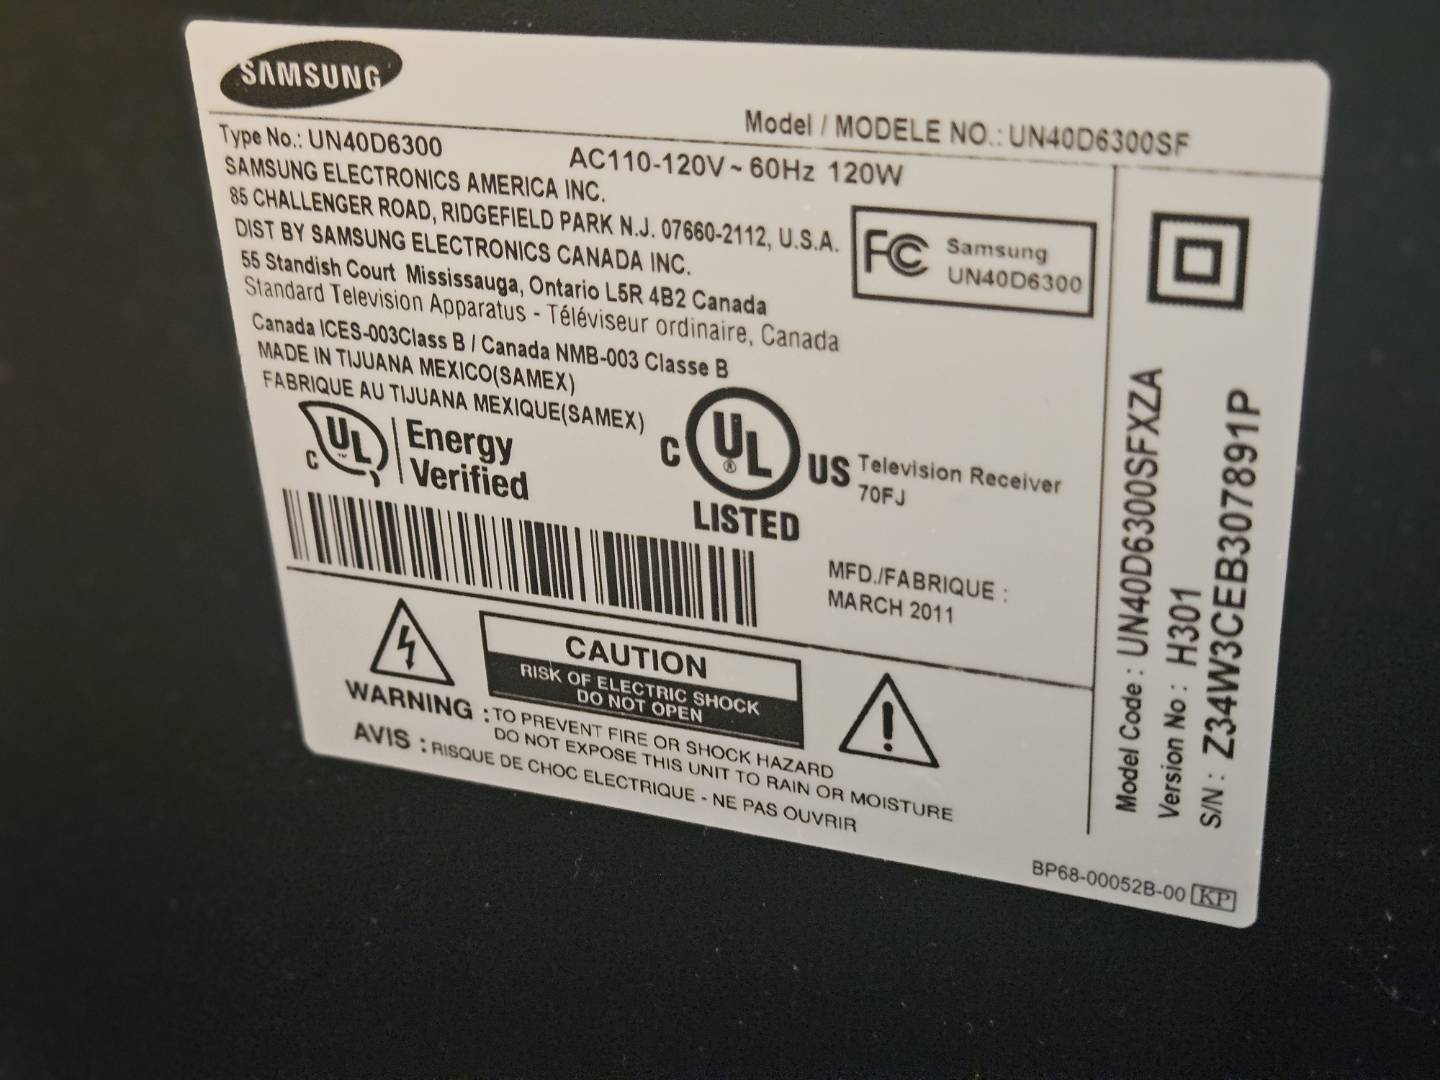 SAMSUNG
Model / MODELE NO.: UN40D6300SF
Type No.: UN40D6300
AC110-120V ~ 60Hz 120W
SAMSUNG ELECTRONICS AMERICA INC.
85 CHALLENGER ROAD, RIDGEFIELD PARK N.J. 07660-2112, U.S.A.
DIST BY SAMSUNG ELECTRONICS CANADA INC.
55 Standish Court Mississauga, Ontario L5R 4B2 Canada
Standard Television Apparatus - Téléviseur ordinaire, Canada
Canada ICES-003Class B / Canada NMB-003 Classe B
MADE IN TIJUANA MEXICO(SAMEX)
FABRIQUE AU TIJUANA MEXIQUE(SAMEX)
FC Samsung
UN40D6300
C UL Energy
Verified
C UL ® US
LISTED
Television Receiver
70FJ
MFD./FABRIQUE :
MARCH 2011
CAUTION
RISK OF ELECTRIC SHOCK
DO NOT OPEN
WARNING : TO PREVENT FIRE OR SHOCK HAZARD
DO NOT EXPOSE THIS UNIT TO RAIN OR MOISTURE
AVIS : RISQUE DE CHOC ELECTRIQUE - NE PAS OUVRIR
Model Code : UN40D6300SFXZA
Version No : H301
S/N : Z34W3CEB307891P
BP68-00052B-00 KP